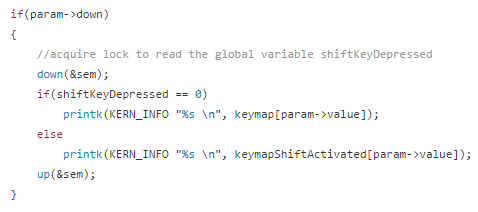 if(param->down)
{
    //acquire lock to read the global variable shiftKeyDepressed
    down(&sem);
    if(shiftKeyDepressed == 0)
        printk(KERN_INFO "%s \n", keymap[param->value]);
    else
        printk(KERN_INFO "%s \n", keymapShiftActivated[param->value]);
    up(&sem);
}